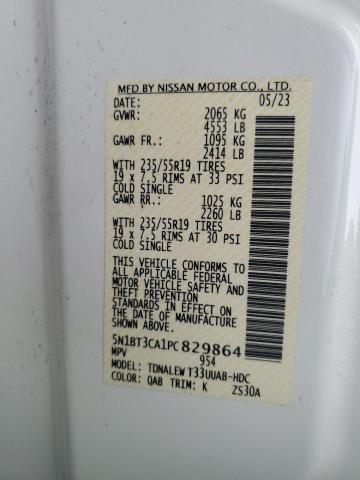 MFD BY NISSAN MOTOR CO., LTD.
DATE: 05/23
GVWR: 2065 KG
4553 LB
GAWR FR.: 1095 KG
2414 LB
WITH 235/55R19 TIRES
19 x 7.5 RIMS AT 33 PSI
COLD SINGLE
GAWR RR.: 1025 KG
2260 LB
WITH 235/55R19 TIRES
19 x 7.5 RIMS AT 30 PSI
COLD SINGLE
THIS VEHICLE CONFORMS TO
ALL APPLICABLE FEDERAL
MOTOR VEHICLE SAFETY AND
THEFT PREVENTION
STANDARDS IN EFFECT ON
THE DATE OF MANUFACTURE
SHOWN ABOVE.
5N1BT3CA1PC 829864
MPV 954
MODEL: TDNALEW T33UUAB-HDC
COLOR: QAB TRIM: K ZS30A